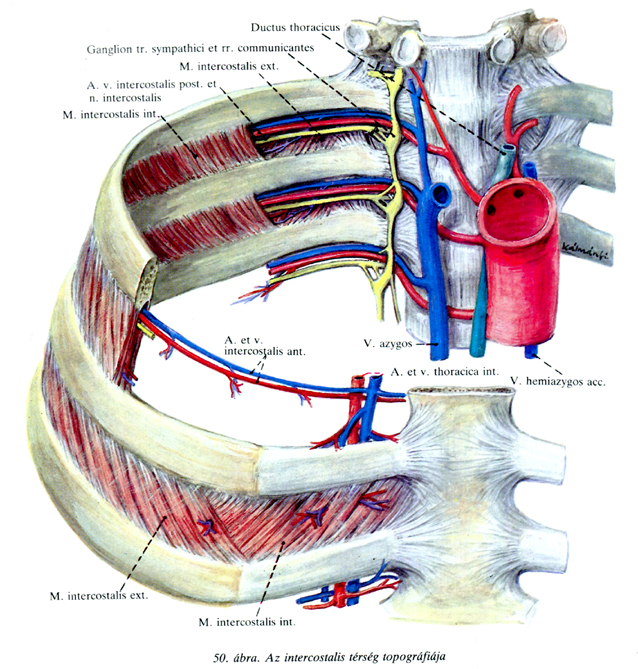 Ductus thoracicus
Ganglion tr. sympathici et rr. communicantes
M. intercostalis ext.
A. v. intercostalis post. et
n. intercostalis
M. intercostalis int.
Kálmánfi
A. et v.
intercostalis ant.
V. azygos
A. et v. thoracica int.
V. hemiazygos acc.
M. intercostalis ext.
M. intercostalis int.
50. ábra. Az intercostalis térség topográfiája